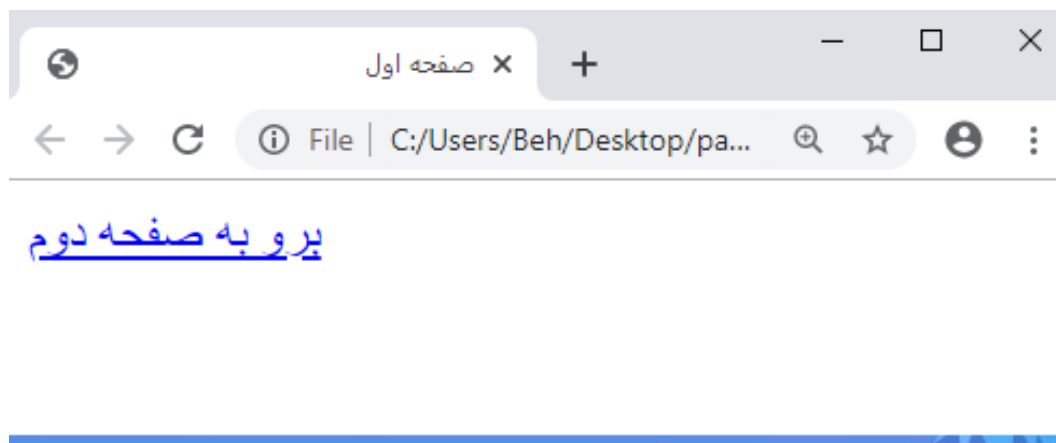 صفحه اول
File | C:/Users/Beh/Desktop/pa...
برو به صفحه دوم